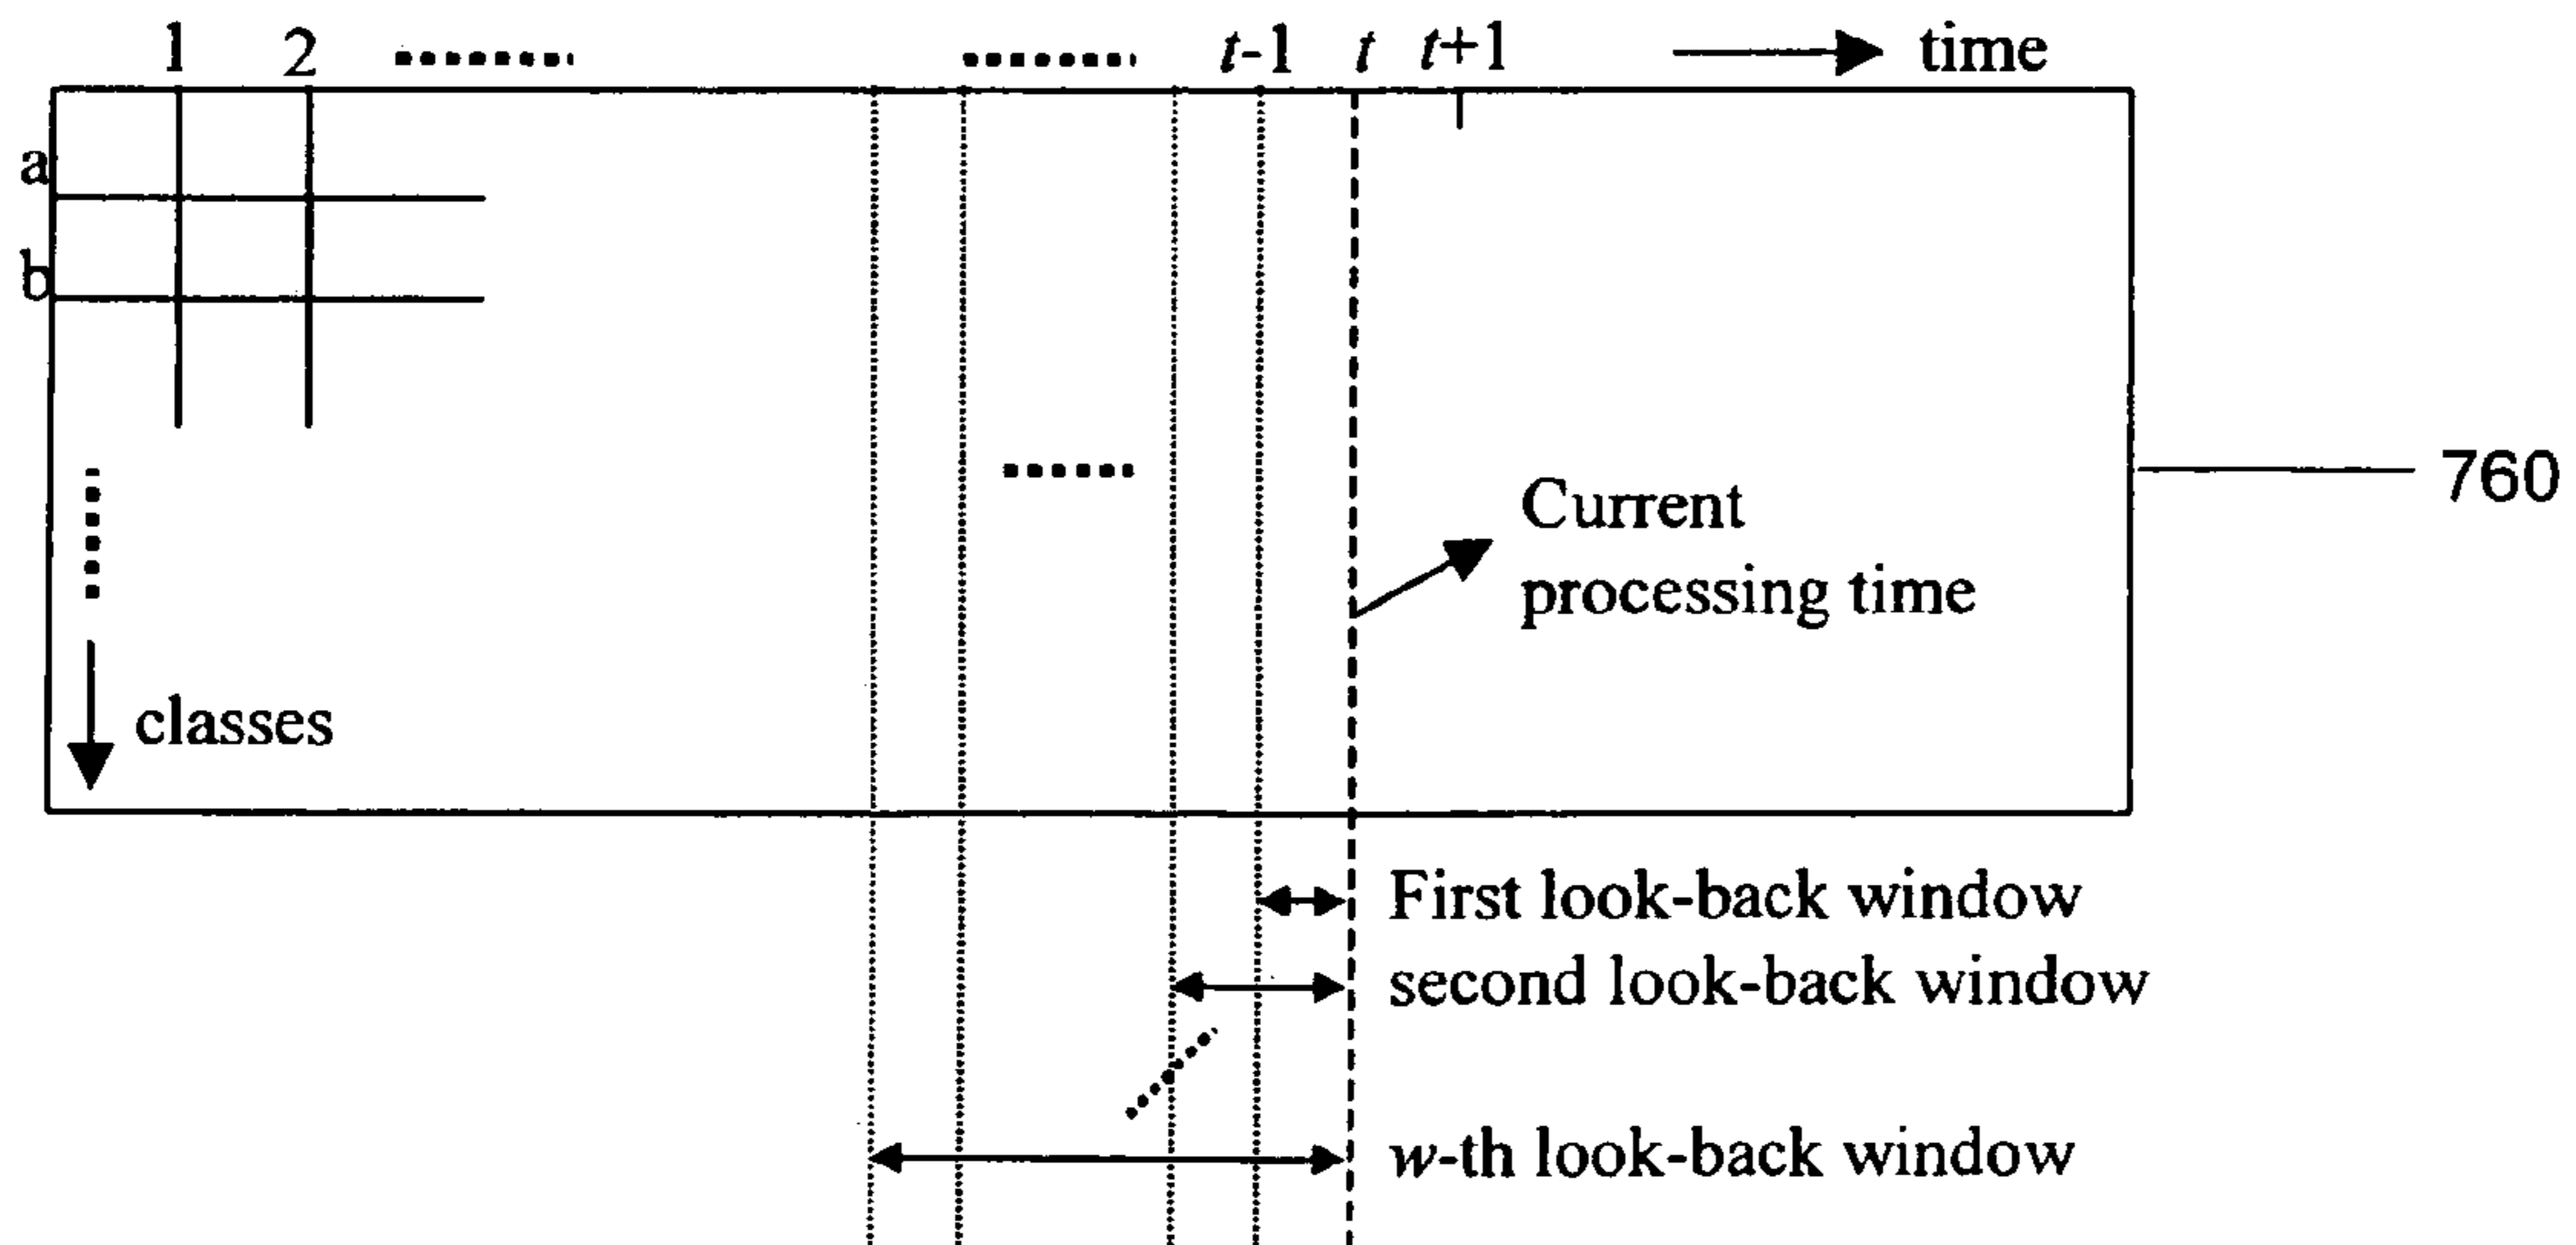 1 2 t-1 t t+1 time
a
b
760
Current
processing time
classes
First look-back window
second look-back window
w-th look-back window